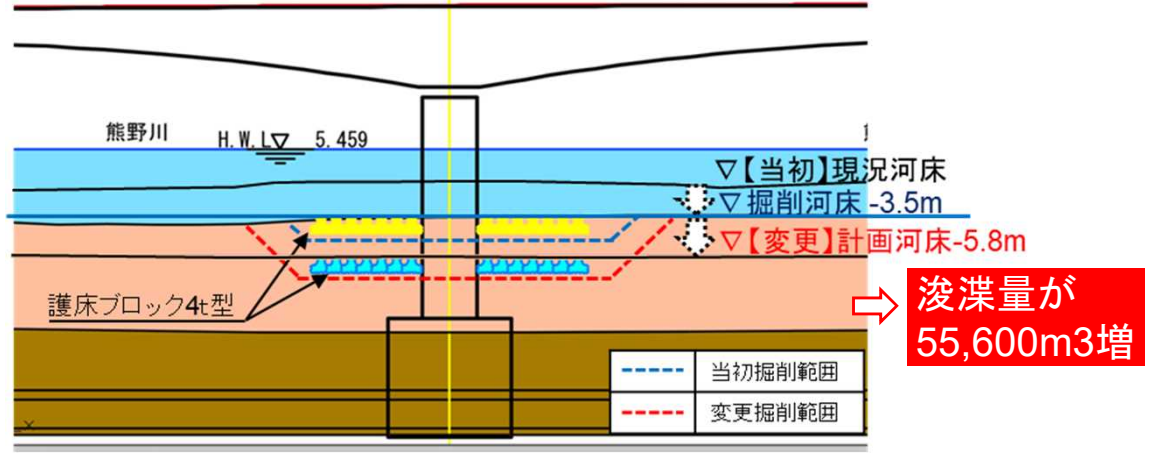 熊野川
H.W.L▽ 5.459
▽【当初】現況河床
▽掘削河床 -3.5m
▽【変更】計画河床-5.8m
護床ブロック4t型
浚渫量が
55,600m3増
当初掘削範囲
変更掘削範囲